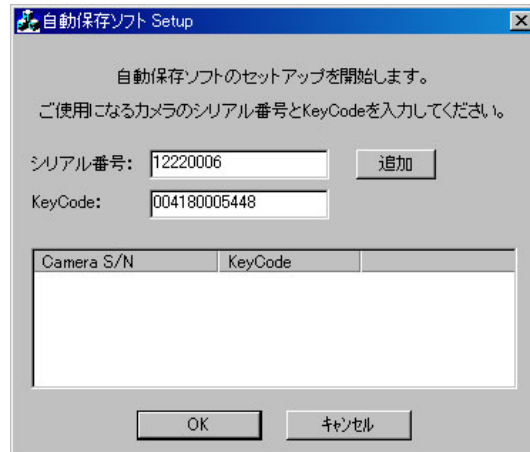 自動保存ソフト Setup
自動保存ソフトのセットアップを開始します。
ご使用になるカメラのシリアル番号とKeyCodeを入力してください。
シリアル番号: 12220006 追加
KeyCode: 004180005448
Camera S/N KeyCode
OK キャンセル